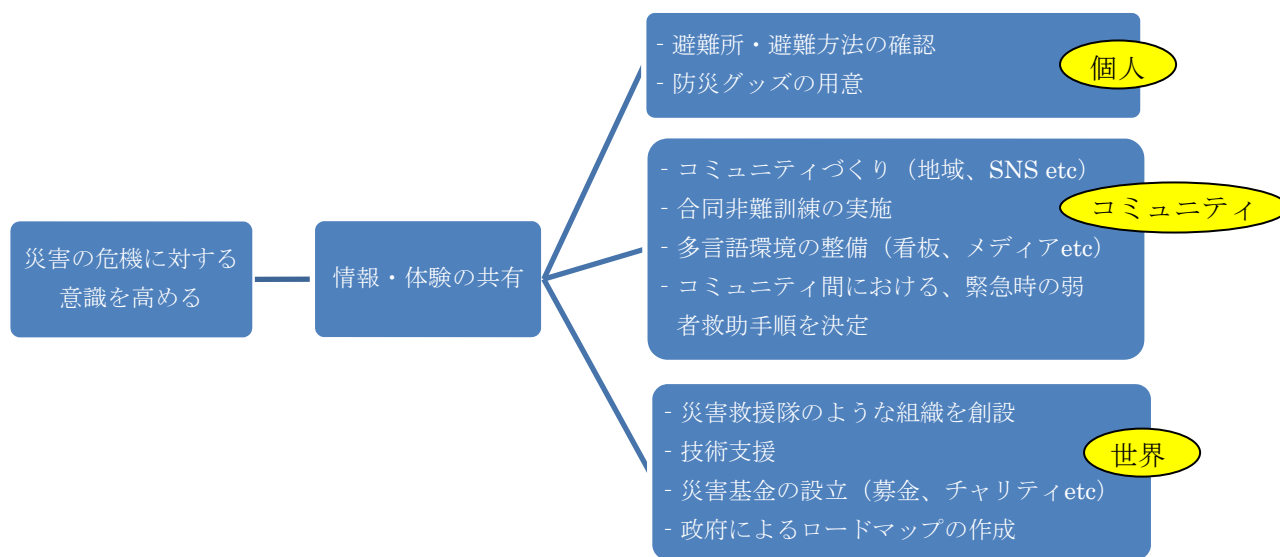 災害の危機に対する
意識を高める
情報・体験の共有
- 避難所・避難方法の確認
- 防災グッズの用意
個人
- コミュニティづくり（地域、SNS etc）
- 合同非難訓練の実施
- 多言語環境の整備（看板、メディアetc）
- コミュニティ間における、緊急時の弱
者救助手順を決定
コミュニティ
- 災害救援隊のような組織を創設
- 技術支援
- 災害基金の設立（募金、チャリティetc）
- 政府によるロードマップの作成
世界